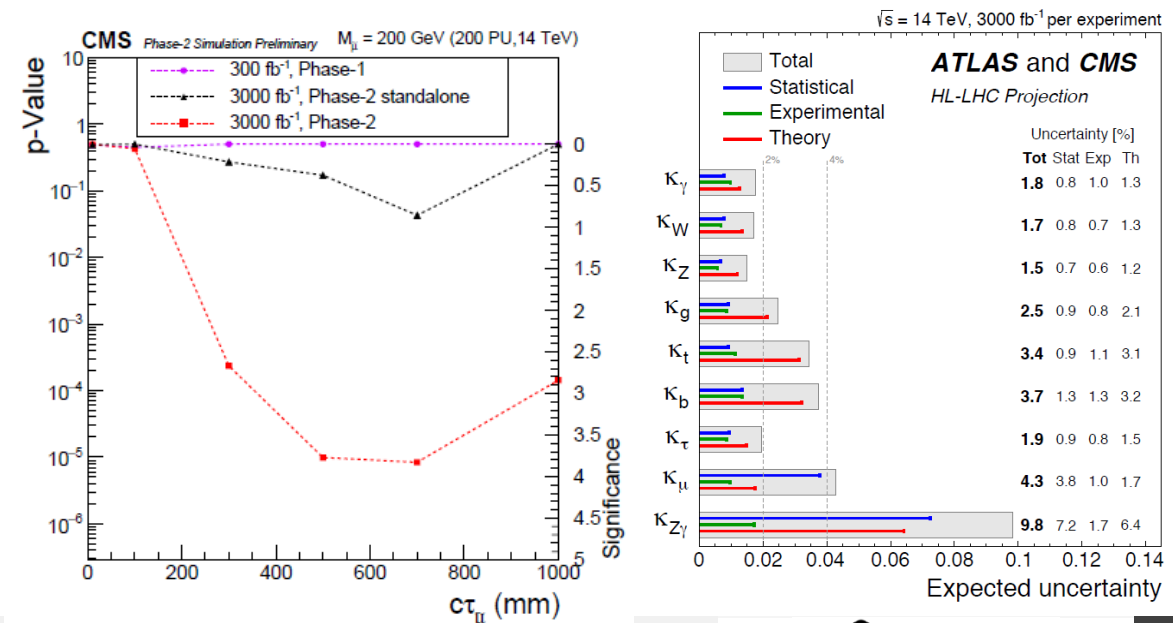 CMS Phase-2 Simulation Preliminary M_μ = 200 GeV (200 PU,14 TeV)
p-Value
10
1
10⁻¹
10⁻²
10⁻³
10⁻⁴
10⁻⁵
10⁻⁶
300 fb⁻¹, Phase-1
3000 fb⁻¹, Phase-2 standalone
3000 fb⁻¹, Phase-2
0
0.5
1
1.5
2
2.5
3
3.5
4
4.5
5
Significance
0 200 400 600 800 1000
(mm)
√s = 14 TeV, 3000 fb⁻¹ per experiment
Total
Statistical
Experimental
Theory
ATLAS and CMS
HL-LHC Projection
Uncertainty [%]
Tot Stat Exp Th
2% 4%
κ_γ 1.8 0.8 1.0 1.3
κ_W 1.7 0.8 0.7 1.3
κ_Z 1.5 0.7 0.6 1.2
κ_g 2.5 0.9 0.8 2.1
κ_t 3.4 0.9 1.1 3.1
κ_b 3.7 1.3 1.3 3.2
κ_τ 1.9 0.9 0.8 1.5
κ_μ 4.3 3.8 1.0 1.7
κ_Zγ 9.8 7.2 1.7 6.4
0 0.02 0.04 0.06 0.08 0.1 0.12 0.14
Expected uncertainty